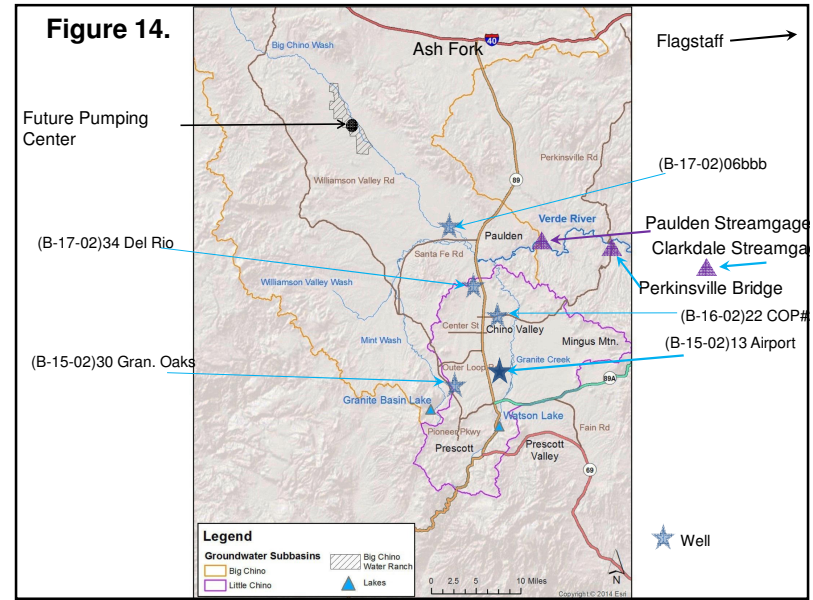 Figure 14.
Big Chino Wash
40
Ash Fork
Flagstaff
Future Pumping
Center
Perkinsville Rd
(B-17-02)06bbb
Williamson Valley Rd
89
Verde River
Paulden Streamgage
Paulden
(B-17-02)34 Del Rio
Clarkdale Streamga
Santa Fe Rd
Williamson Valley Wash
Perkinsville Bridge
(B-16-02)22 COP#
Center St
Chino Valley
Mint Wash
Mingus Mtn.
(B-15-02)13 Airport
(B-15-02)30 Gran. Oaks
Granite Creek
Outer Loop
89A
Granite Basin Lake
Watson Lake
Pioneer Pkwy
Fain Rd
Prescott
Prescott
Valley
69
Well
Legend
Groundwater Subbasins
Big Chino
Little Chino
Big Chino
Water Ranch
Lakes
0 2.5 5 10 Miles
N
Copyright © 2014 Esri